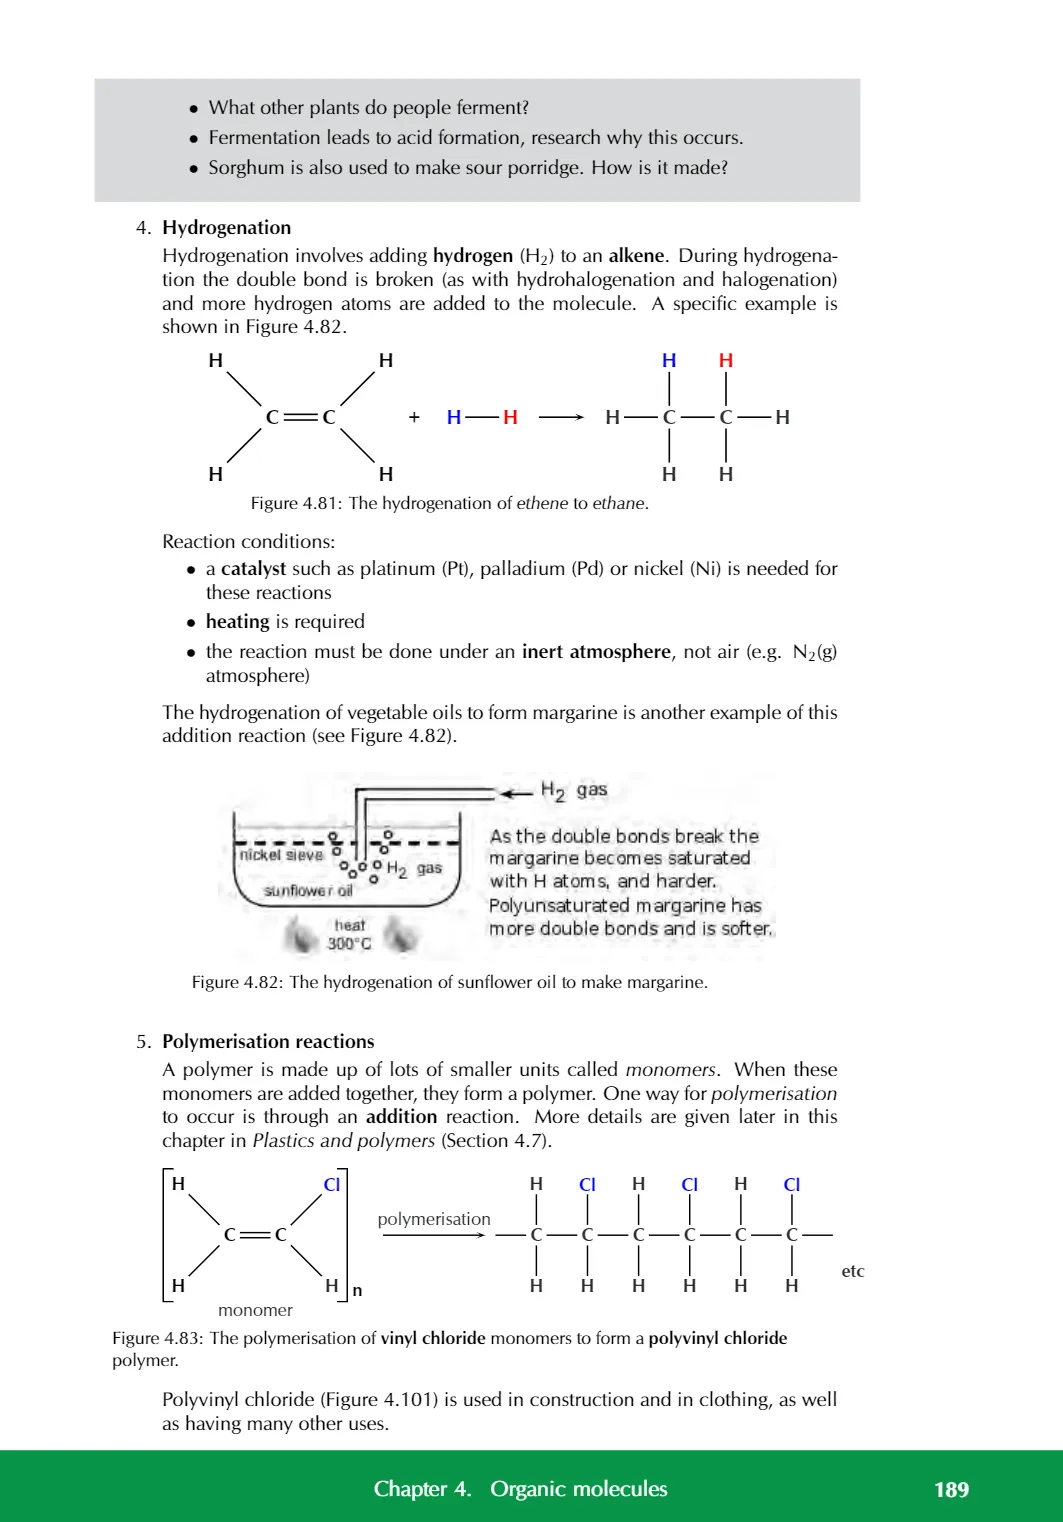 • What other plants do people ferment?
• Fermentation leads to acid formation, research why this occurs.
• Sorghum is also used to make sour porridge. How is it made?
4. Hydrogenation
Hydrogenation involves adding hydrogen (H₂) to an alkene. During hydrogena-
tion the double bond is broken (as with hydrohalogenation and halogenation)
and more hydrogen atoms are added to the molecule. A specific example is
shown in Figure 4.82.
H H H H
C C + H H H C C H
H H H H
Figure 4.81: The hydrogenation of ethene to ethane.
Reaction conditions:
• a catalyst such as platinum (Pt), palladium (Pd) or nickel (Ni) is needed for
these reactions
• heating is required
• the reaction must be done under an inert atmosphere, not air (e.g. N₂(g)
atmosphere)
The hydrogenation of vegetable oils to form margarine is another example of this
addition reaction (see Figure 4.82).
H₂ gas
nickel sieve
H₂ gas
sunflower oil
heat
300°C
As the double bonds break the
margarine becomes saturated
with H atoms, and harder.
Polyunsaturated margarine has
more double bonds and is softer.
Figure 4.82: The hydrogenation of sunflower oil to make margarine.
5. Polymerisation reactions
A polymer is made up of lots of smaller units called monomers. When these
monomers are added together, they form a polymer. One way for polymerisation
to occur is through an addition reaction. More details are given later in this
chapter in Plastics and polymers (Section 4.7).
H Cl H Cl H Cl H Cl
C C polymerisation C C C C C C
H H n H H H H H H etc
monomer
Figure 4.83: The polymerisation of vinyl chloride monomers to form a polyvinyl chloride
polymer.
Polyvinyl chloride (Figure 4.101) is used in construction and in clothing, as well
as having many other uses.
Chapter 4. Organic molecules 189